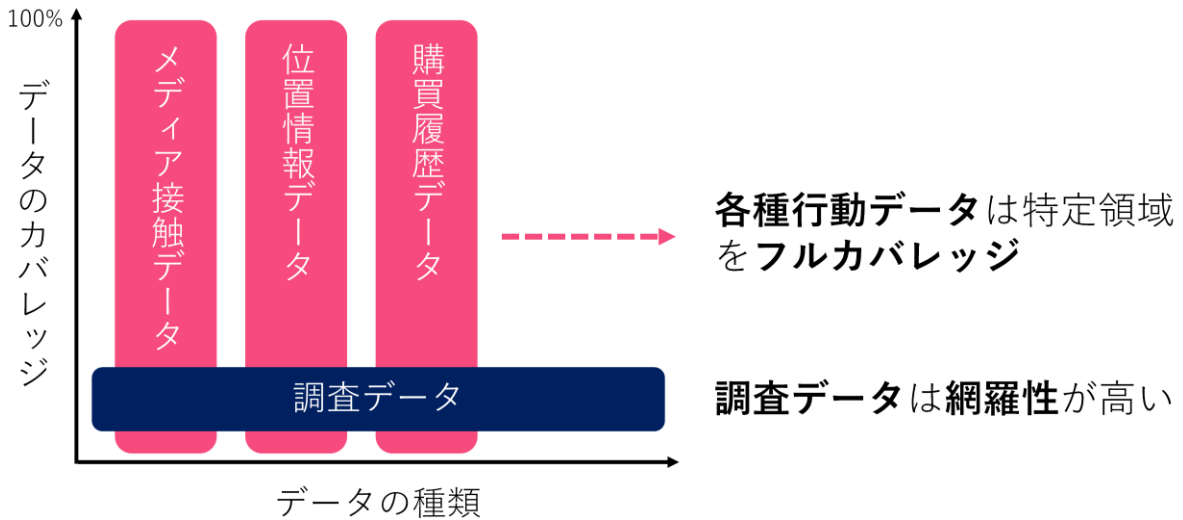 100%
データのカバレッジ
メディア接触データ
位置情報データ
購買履歴データ
各種行動データは特定領域
をフルカバレッジ
調査データ
調査データは網羅性が高い
データの種類